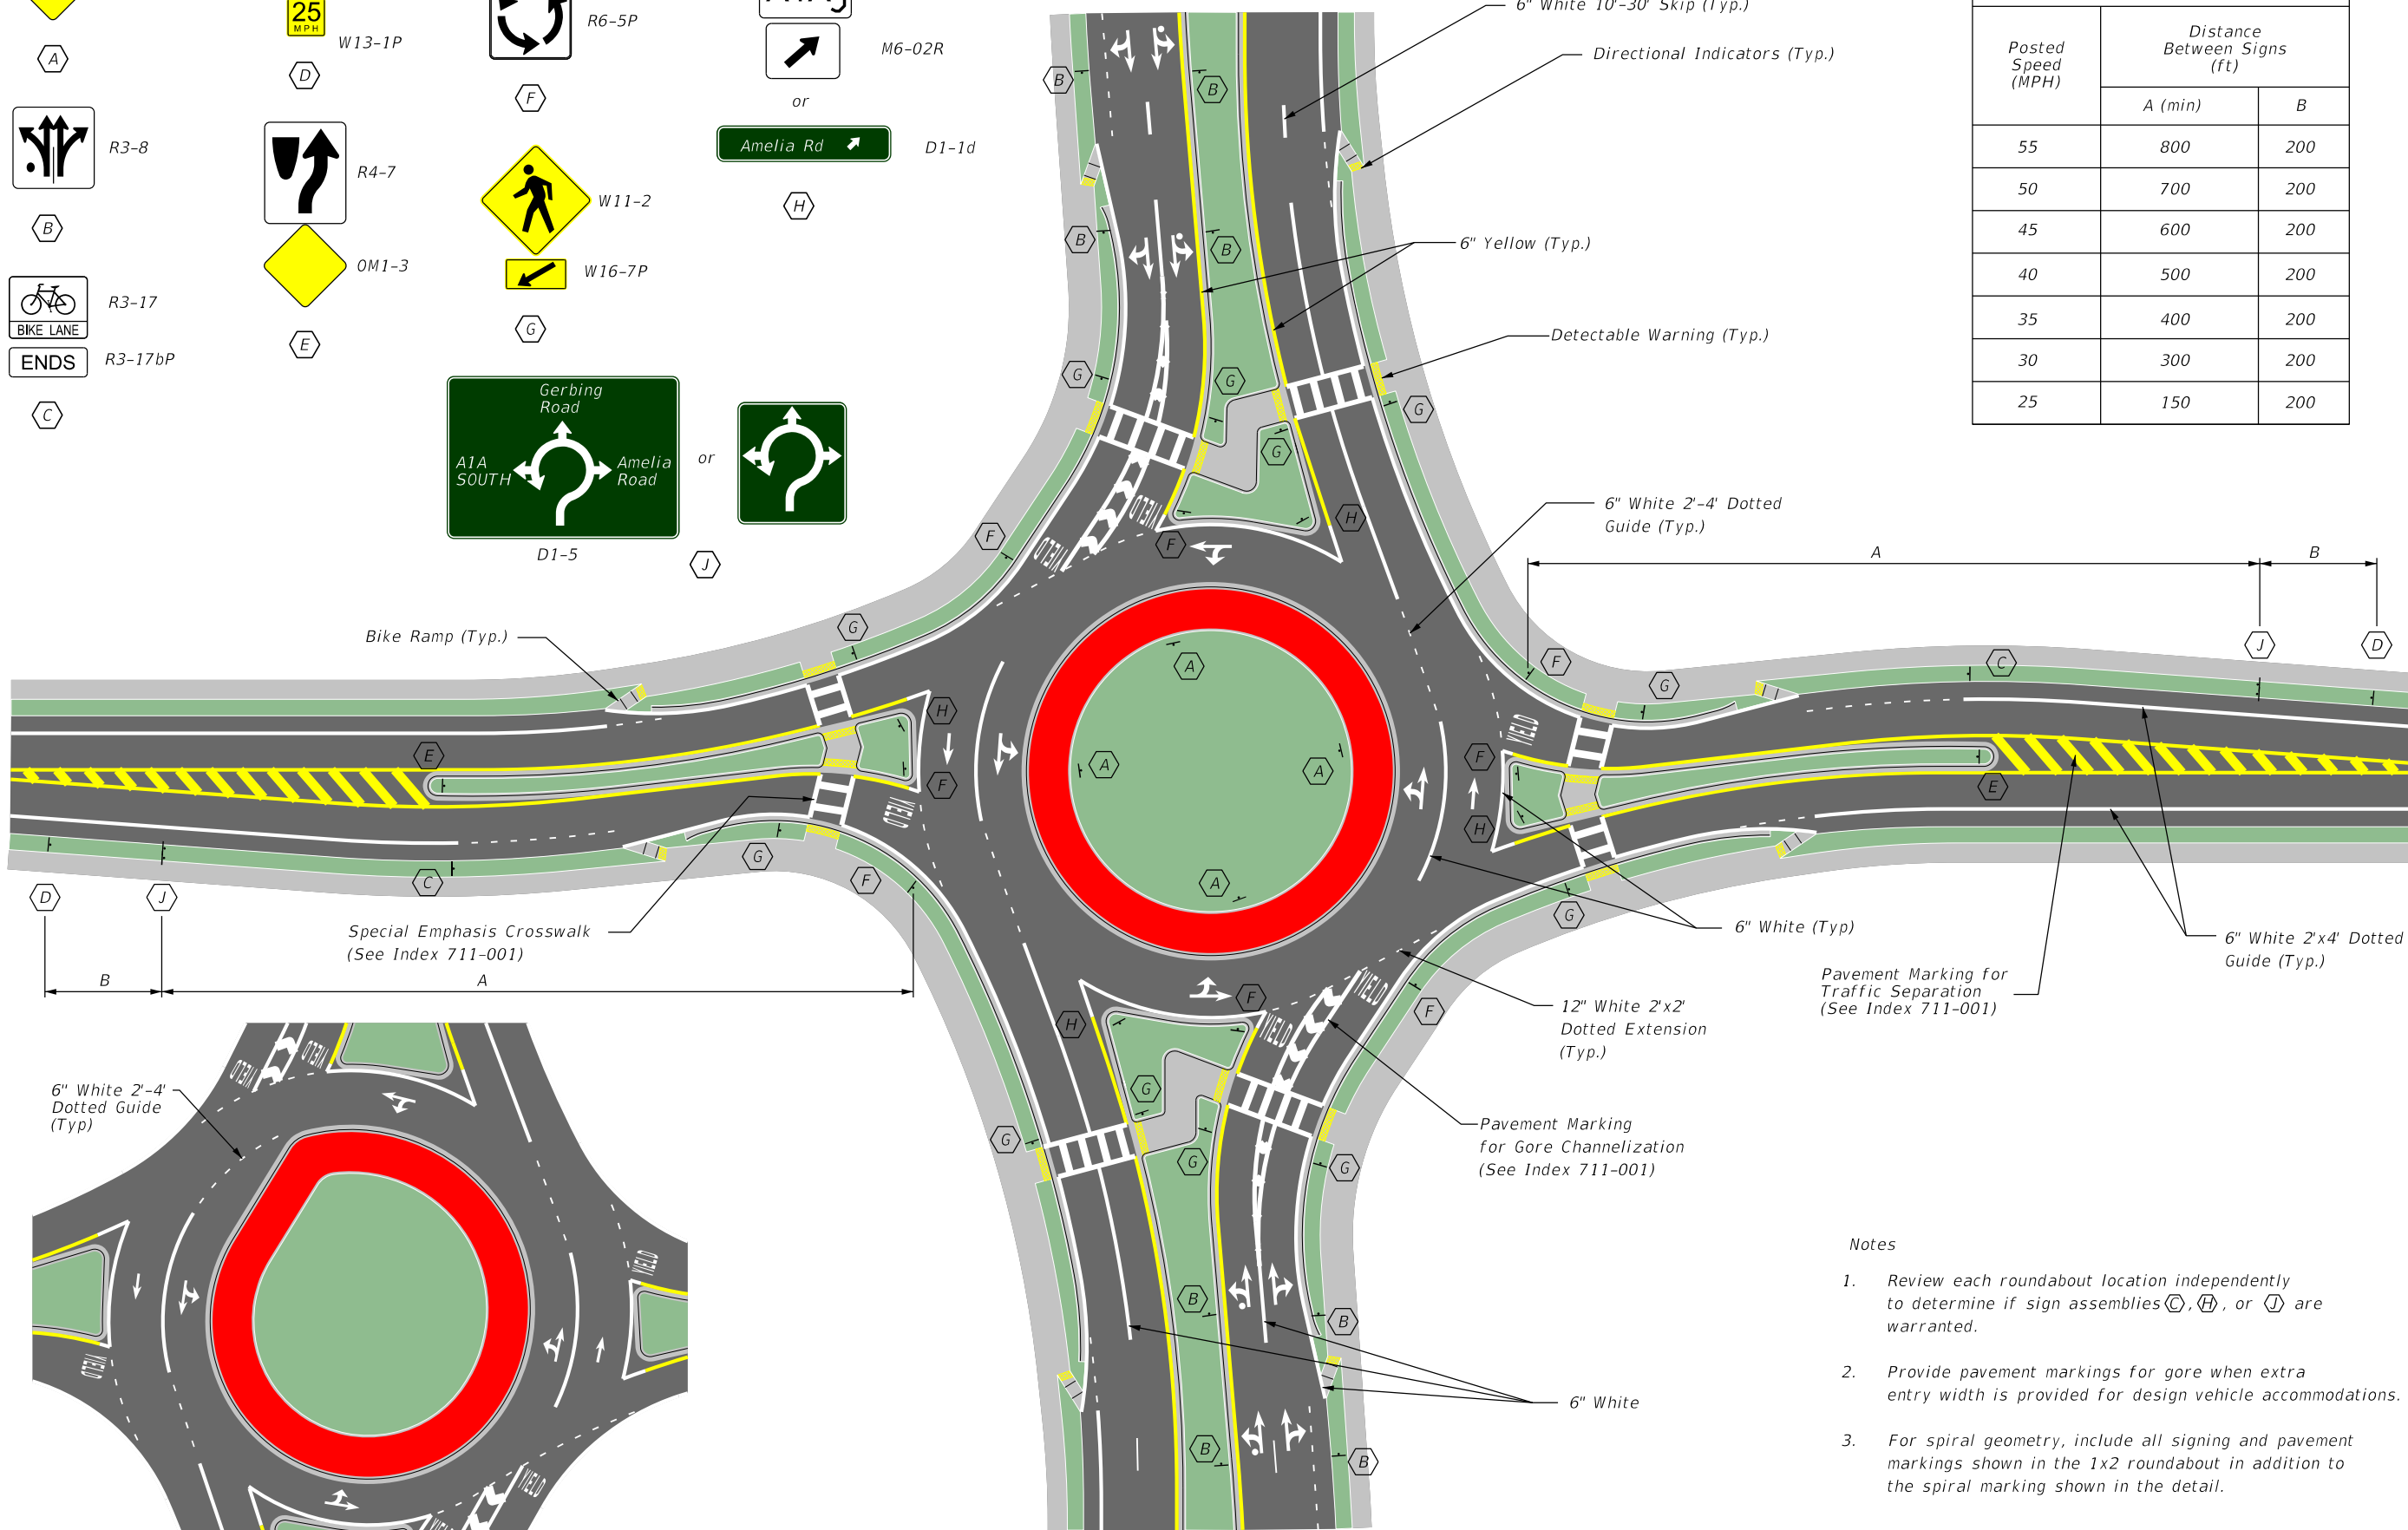 A
25
MPH
W13-1P
D
R6-5P
F
M6-02R
or
Amelia Rd
D1-1d
H
R3-8
B
R4-7
OM1-3
E
W11-2
W16-7P
G
R3-17
BIKE LANE
ENDS
R3-17bP
C
Gerbing
Road
A1A
SOUTH
Amelia
Road
D1-5
or
J
6" White 10'-30' Skip (Typ.)
Directional Indicators (Typ.)
6" Yellow (Typ.)
Detectable Warning (Typ.)
6" White 2'-4' Dotted
Guide (Typ.)
Posted
Speed
(MPH)
Distance
Between Signs
(ft)
A (min)
B
55 800 200
50 700 200
45 600 200
40 500 200
35 400 200
30 300 200
25 150 200
B
B
B
B
G
G
G
G
F
F
H
YIELD
YIELD
A
B
J
D
Bike Ramp (Typ.)
G
H
E
F
YIELD
C
G
F
D
J
B
A
Special Emphasis Crosswalk
(See Index 711-001)
A
A
A
A
F
G
C
F
H
E
YIELD
G
6" White (Typ)
6" White 2'x4' Dotted
Guide (Typ.)
Pavement Marking for
Traffic Separation
(See Index 711-001)
12" White 2'x2'
Dotted Extension
(Typ.)
Pavement Marking
for Gore Channelization
(See Index 711-001)
H
F
F
YIELD
YIELD
G
G
G
G
B
B
B
B
6" White
6" White 2'-4'
Dotted Guide
(Typ)
YIELD
YIELD
YIELD
YIELD
YIELD
Notes
1. Review each roundabout location independently
to determine if sign assemblies C, H, or J are
warranted.
2. Provide pavement markings for gore when extra
entry width is provided for design vehicle accommodations.
3. For spiral geometry, include all signing and pavement
markings shown in the 1x2 roundabout in addition to
the spiral marking shown in the detail.